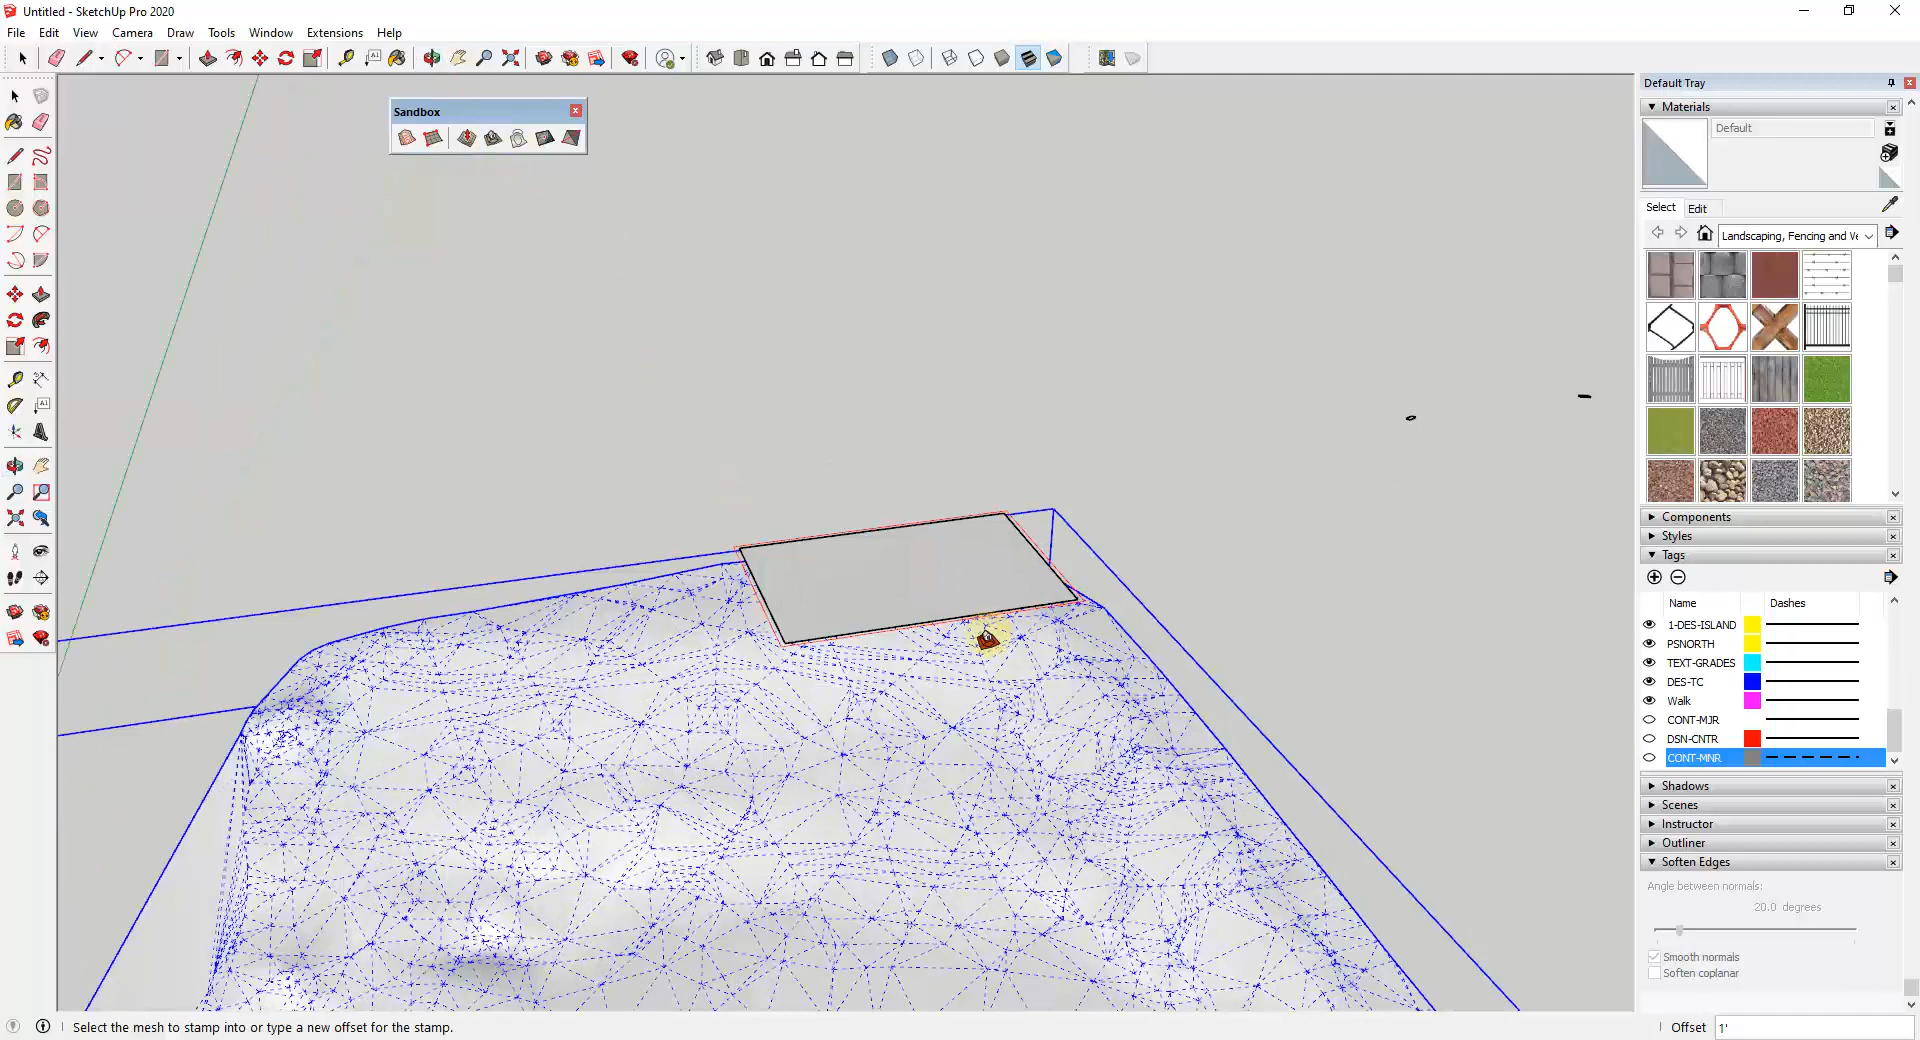 Untitled - SketchUp Pro 2020
File Edit View Camera Draw Tools Window Extensions Help
Sandbox
Default Tray
Materials
Default
Select Edit
Landscaping, Fencing and Ve
Components
Styles
Tags
Name Dashes
1-DES-ISLAND
PSNORTH
TEXT-GRADES
DES-TC
Walk
CONT-MJR
DSN-CNTR
CONT-MNR
Shadows
Scenes
Instructor
Outliner
Soften Edges
Angle between normals:
20.0 degrees
Smooth normals
Soften coplanar
Select the mesh to stamp into or type a new offset for the stamp.
Offset 1'